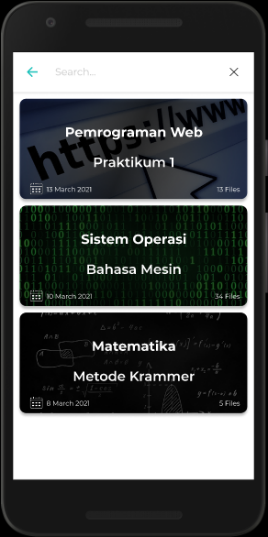 Search...
https://www
Pemrograman Web
Praktikum 1
13 March 2021
13 Files
Sistem Operasi
Bahasa Mesin
10 March 2021
34 Files
Matematika
Metode Krammer
8 March 2021
5 Files